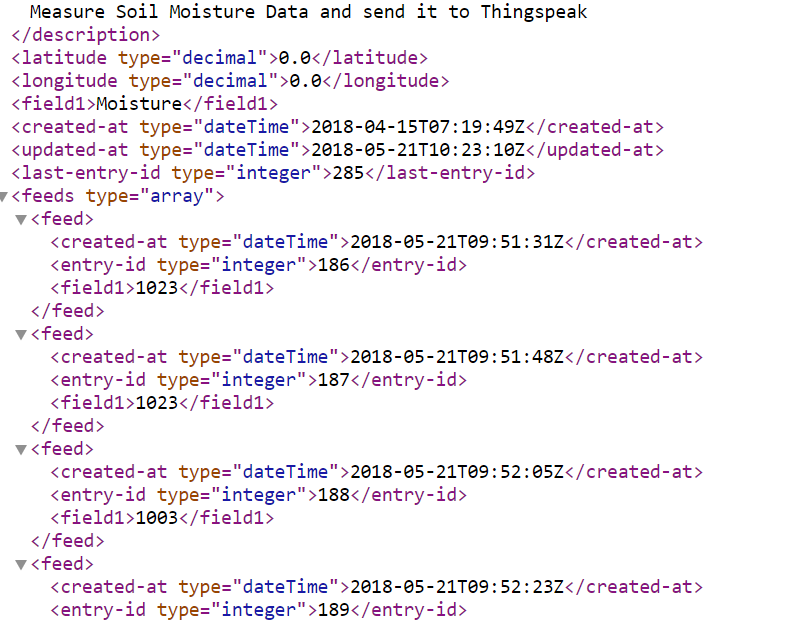 Measure Soil Moisture Data and send it to Thingspeak
</description>
<latitude type="decimal">0.0</latitude>
<longitude type="decimal">0.0</longitude>
<field1>Moisture</field1>
<created-at type="dateTime">2018-04-15T07:19:49Z</created-at>
<updated-at type="dateTime">2018-05-21T10:23:10Z</updated-at>
<last-entry-id type="integer">285</last-entry-id>
<feeds type="array">
<feed>
<created-at type="dateTime">2018-05-21T09:51:31Z</created-at>
<entry-id type="integer">186</entry-id>
<field1>1023</field1>
</feed>
<feed>
<created-at type="dateTime">2018-05-21T09:51:48Z</created-at>
<entry-id type="integer">187</entry-id>
<field1>1023</field1>
</feed>
<feed>
<created-at type="dateTime">2018-05-21T09:52:05Z</created-at>
<entry-id type="integer">188</entry-id>
<field1>1003</field1>
</feed>
<feed>
<created-at type="dateTime">2018-05-21T09:52:23Z</created-at>
<entry-id type="integer">189</entry-id>